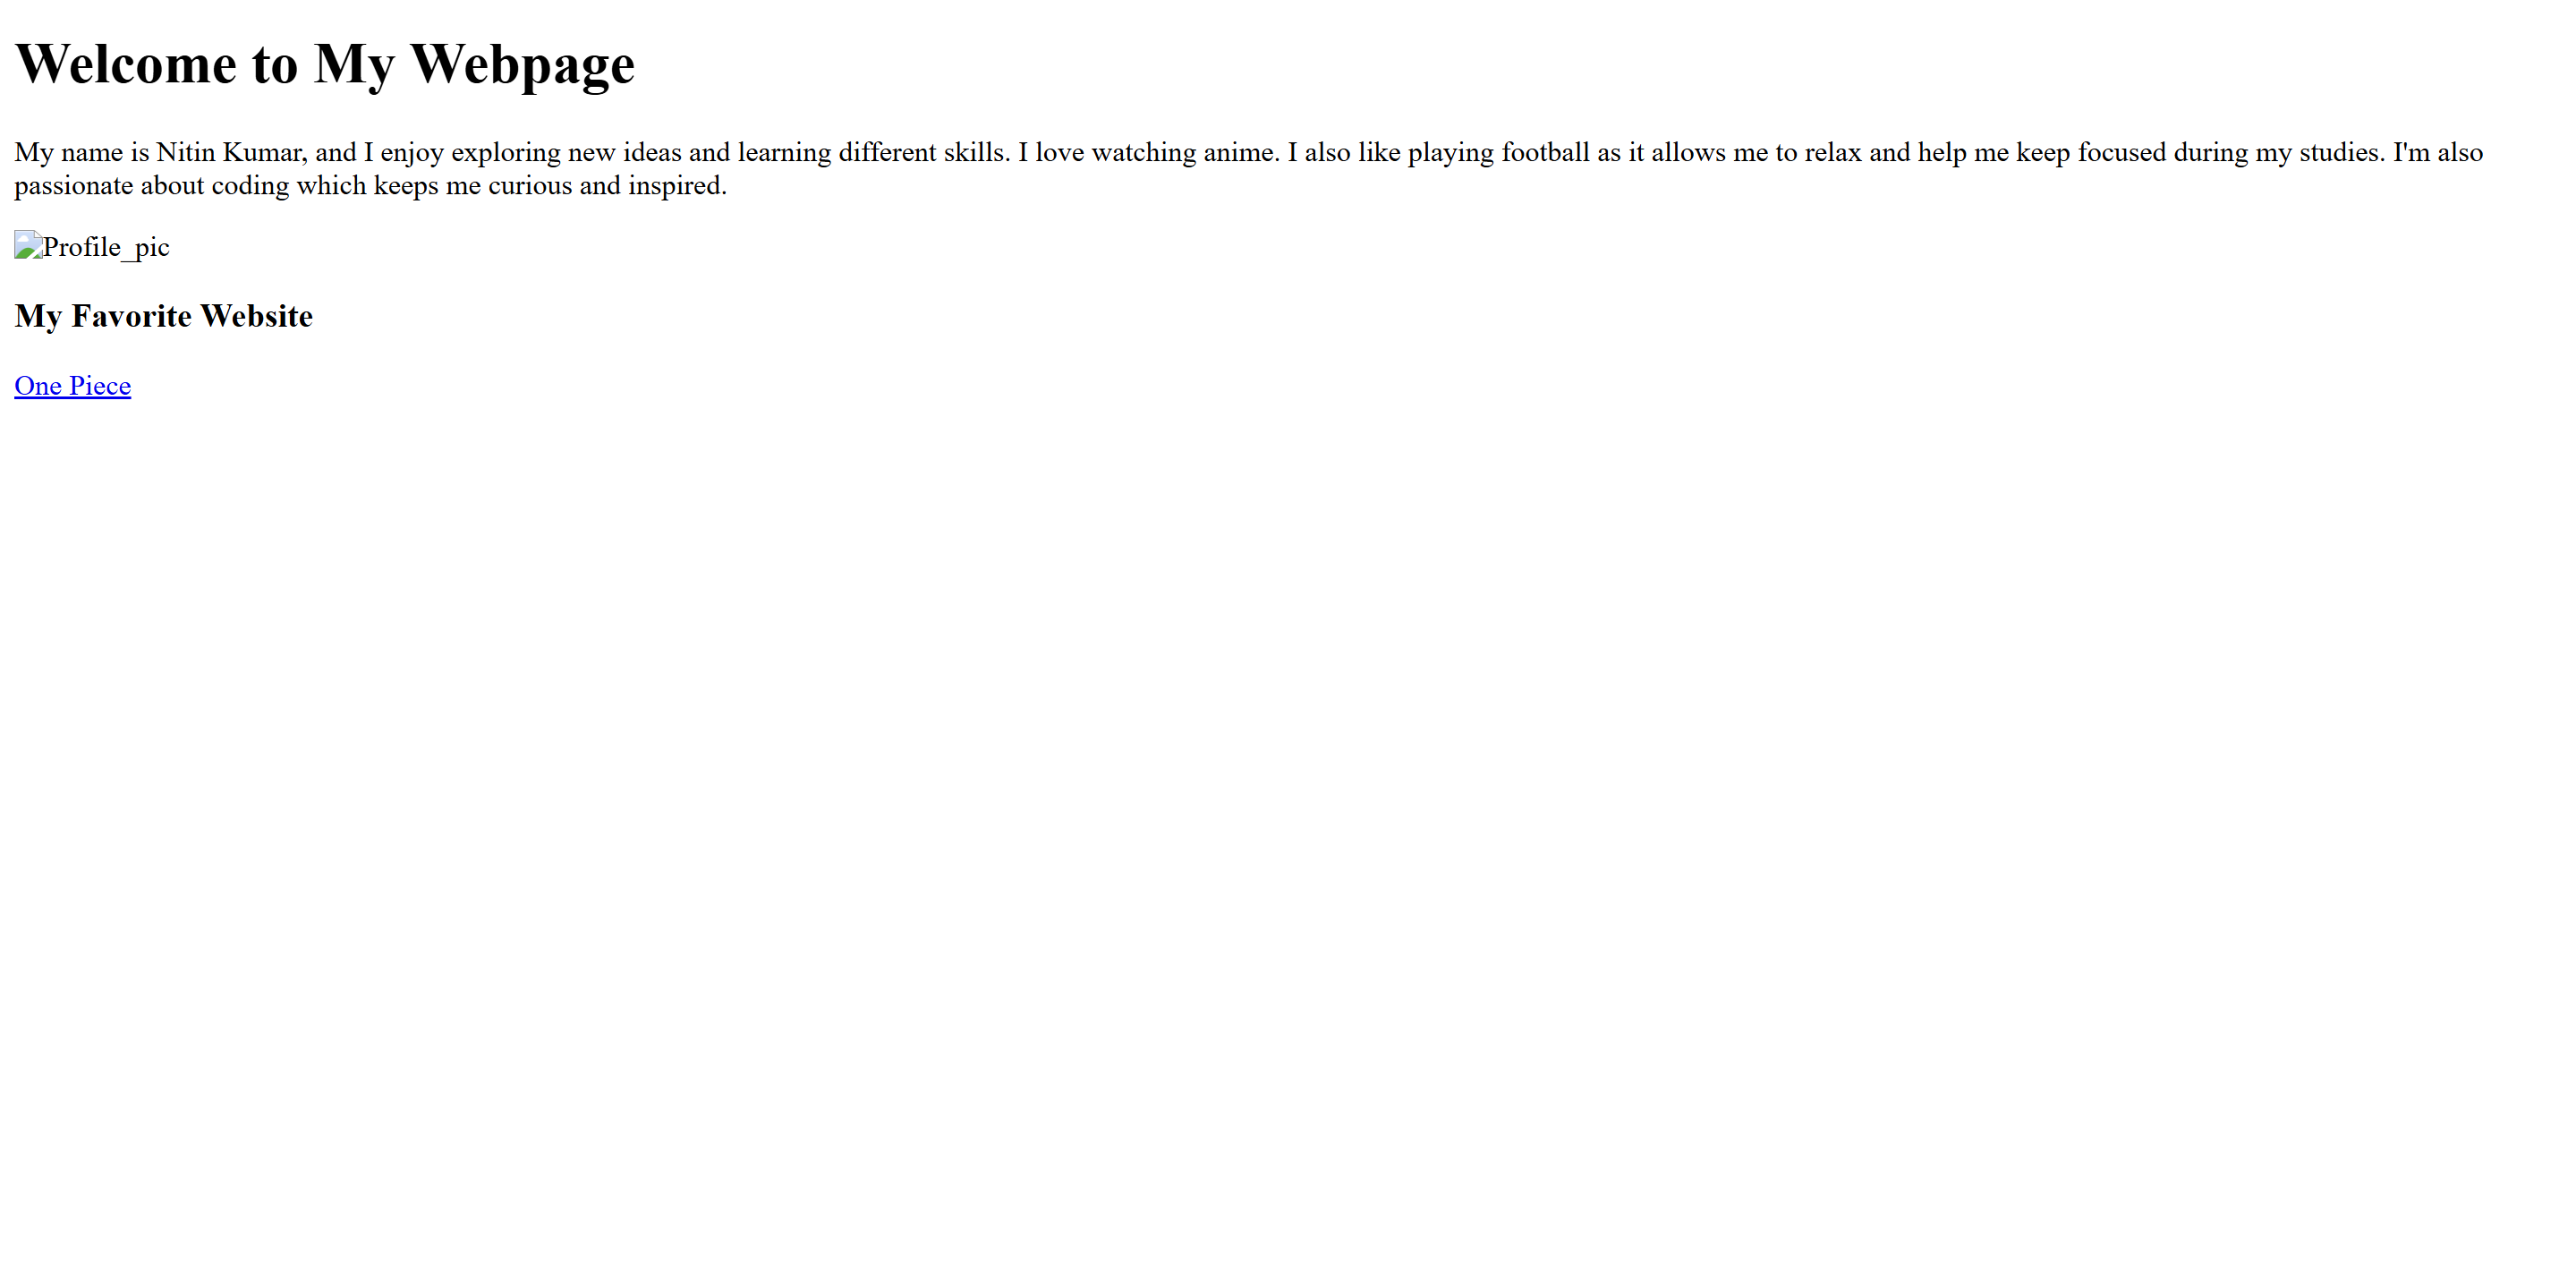 Welcome to My Webpage
My name is Nitin Kumar, and I enjoy exploring new ideas and learning different skills. I love watching anime. I also like playing football as it allows me to relax and help me keep focused during my studies. I'm also
passionate about coding which keeps me curious and inspired.
Profile_pic
My Favorite Website
One Piece